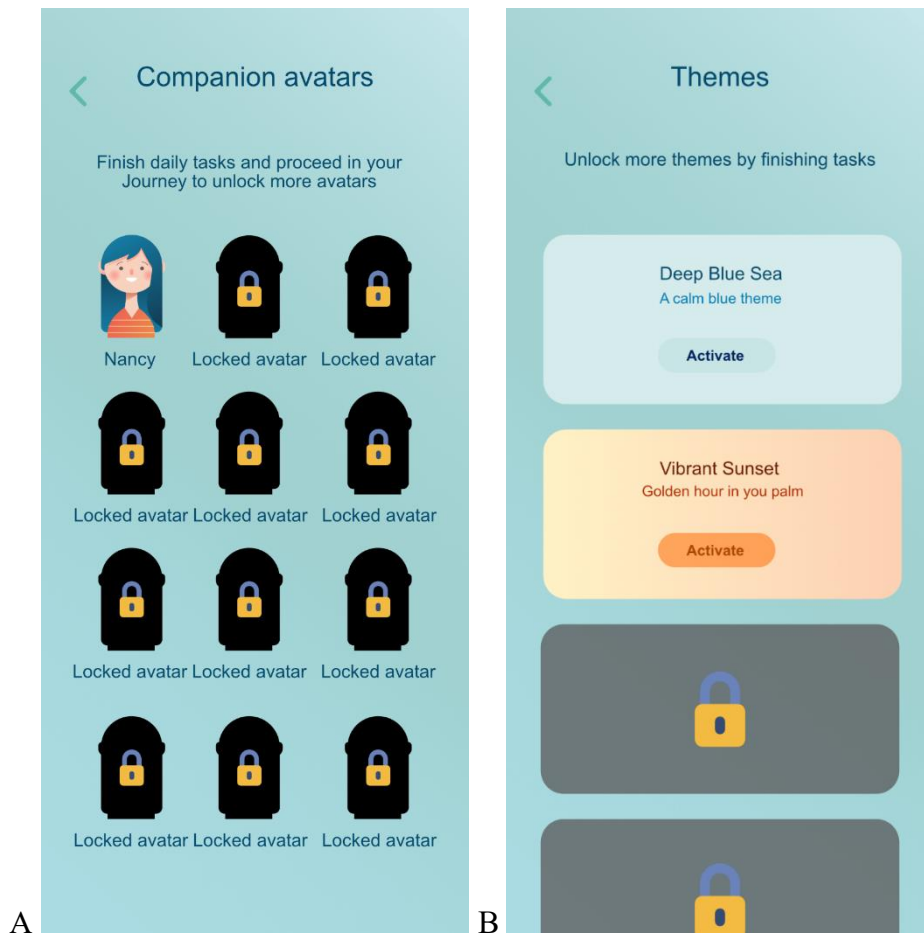 Companion avatars
Finish daily tasks and proceed in your
Journey to unlock more avatars
Nancy
Locked avatar
Locked avatar
Locked avatar
Locked avatar
Locked avatar
Locked avatar
Locked avatar
Locked avatar
Locked avatar
Locked avatar
Locked avatar
A
Themes
Unlock more themes by finishing tasks
Deep Blue Sea
A calm blue theme
Activate
Vibrant Sunset
Golden hour in you palm
Activate
B